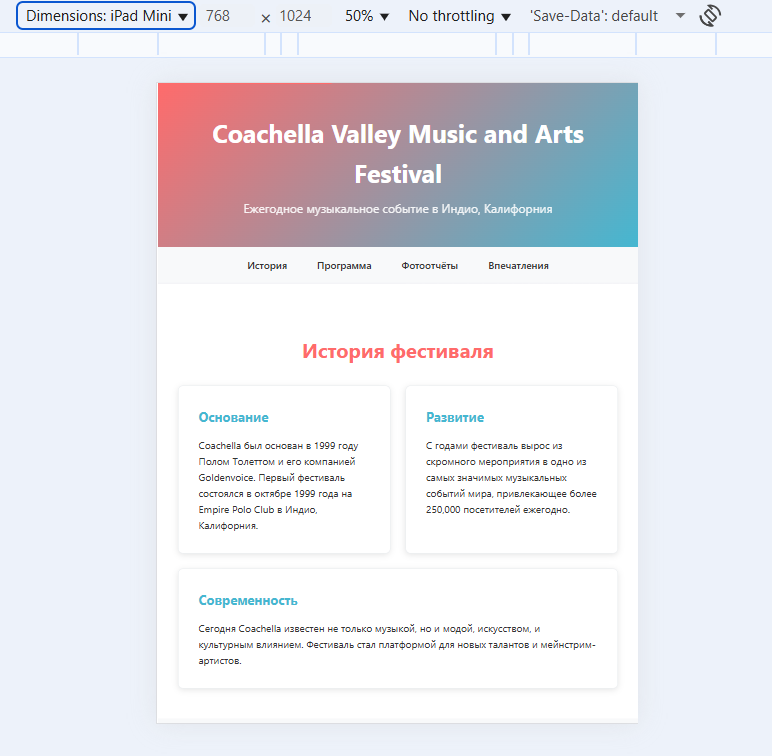 Dimensions: iPad Mini ▼ 768 × 1024 50% ▼ No throttling ▼ 'Save-Data': default
Coachella Valley Music and Arts
Festival
Ежегодное музыкальное событие в Индио, Калифорния
История Программа Фотоотчёты Впечатления
История фестиваля
Основание
Coachella был основан в 1999 году
Полом Толеттом и его компанией
Goldenvoice. Первый фестиваль
состоялся в октябре 1999 года на
Empire Polo Club в Индио,
Калифорния.
Развитие
С годами фестиваль вырос из
скромного мероприятия в одно из
самых значимых музыкальных
событий мира, привлекающее более
250,000 посетителей ежегодно.
Современность
Сегодня Coachella известен не только музыкой, но и модой, искусством, и
культурным влиянием. Фестиваль стал платформой для новых талантов и мейнстрим-
артистов.